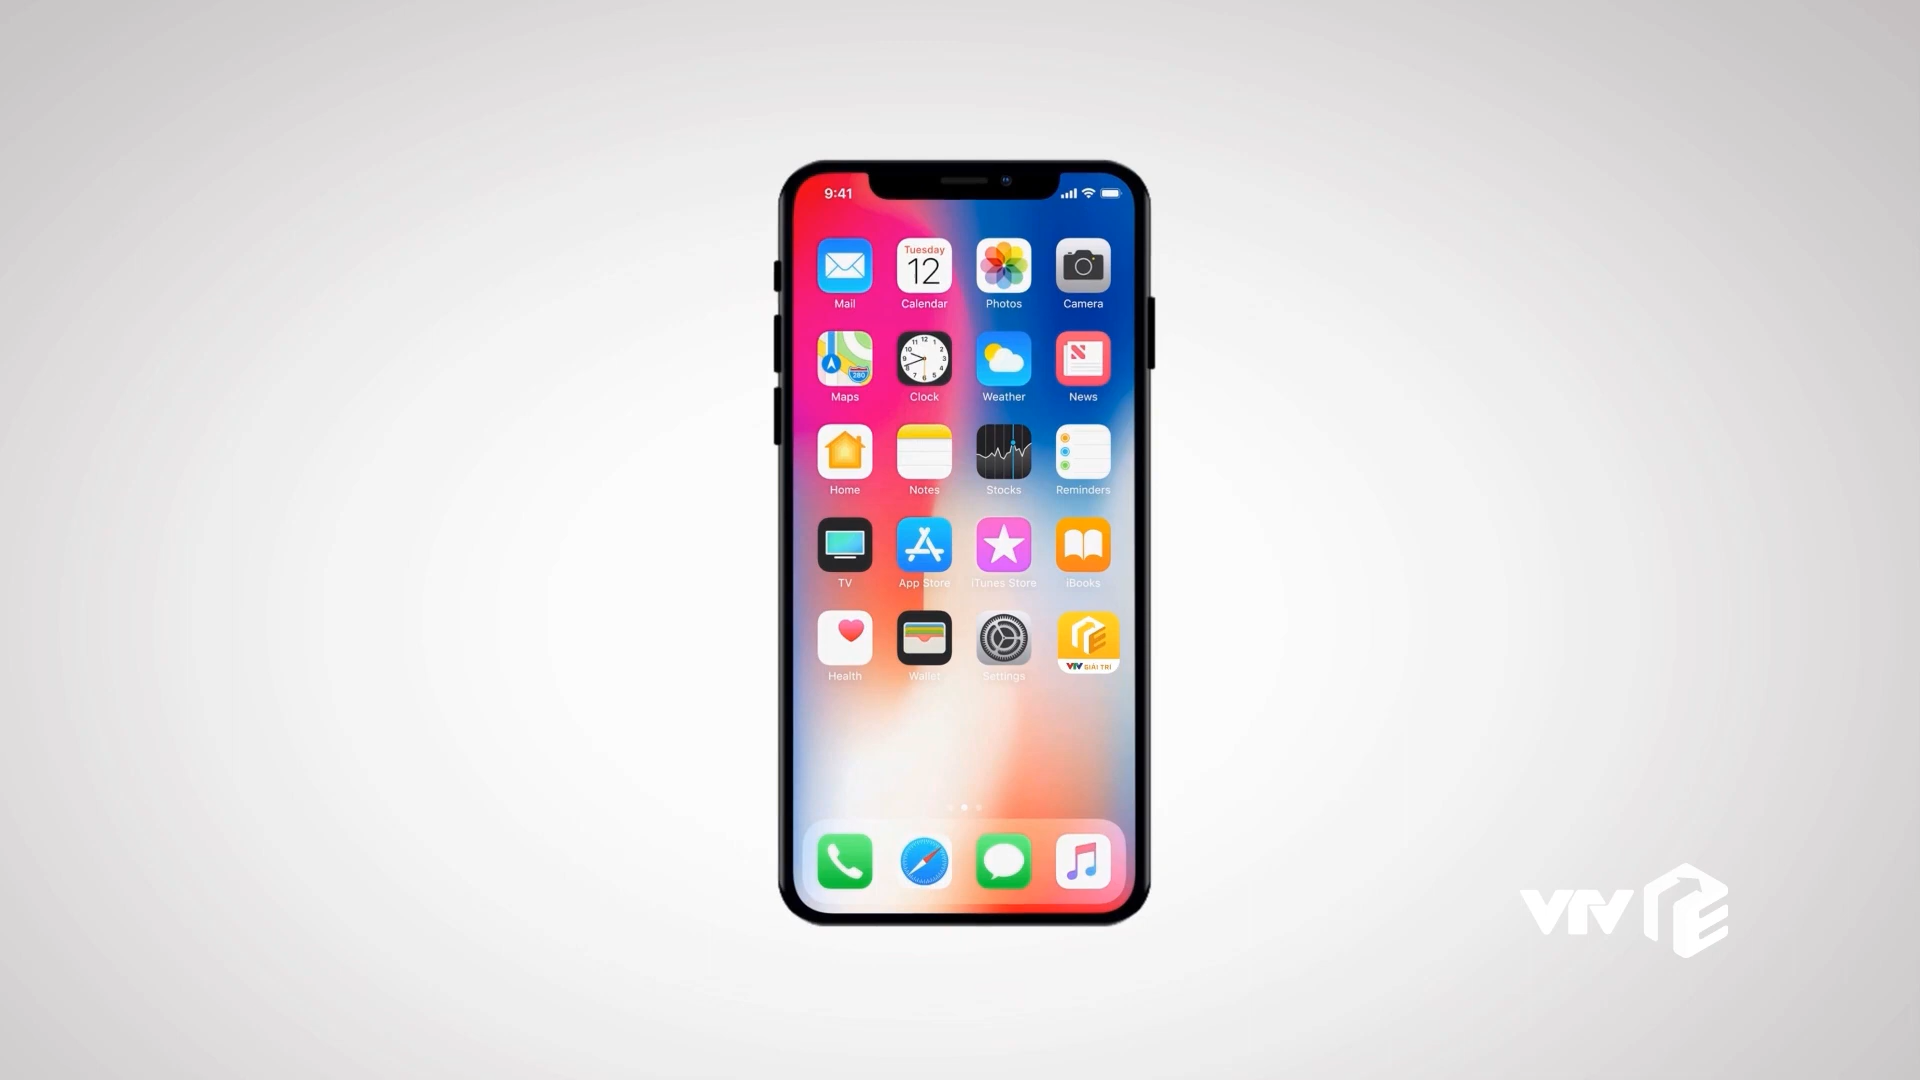 9:41
Tuesday
12
Mail Calendar Photos Camera
280
Maps Clock Weather News
Home Notes Stocks Reminders
TV App Store iTunes Store iBooks
VTV GIẢI TRÍ
Health Wallet Settings
VTV